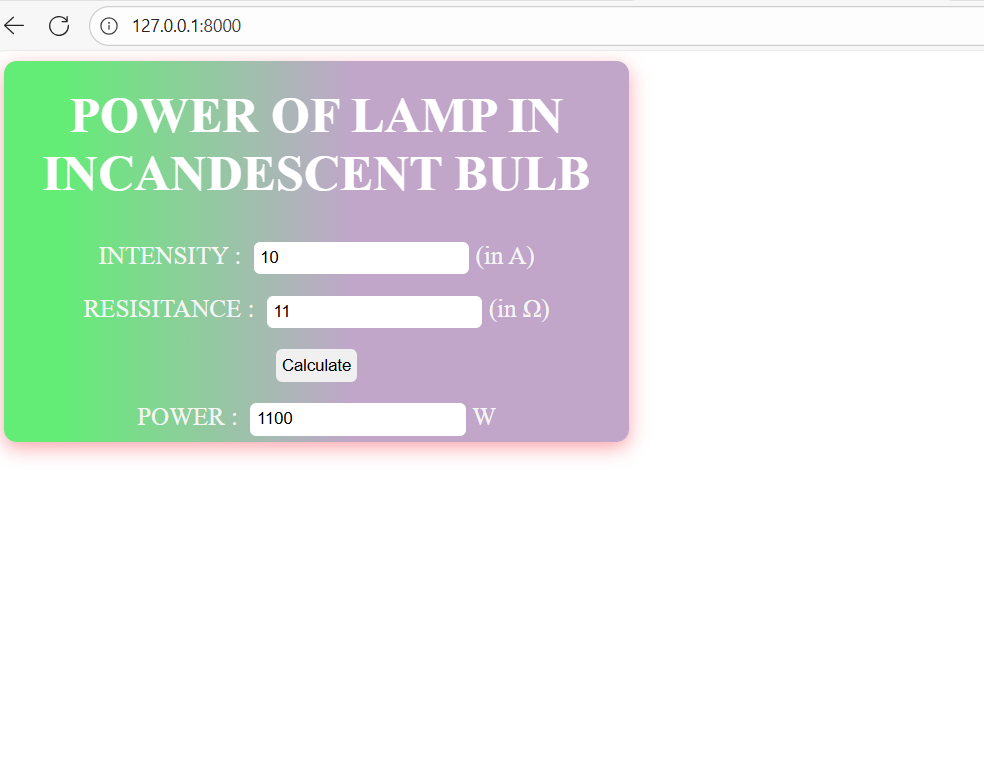 127.0.0.1:8000
POWER OF LAMP IN
INCANDESCENT BULB
INTENSITY : 10 (in A)
RESISITANCE : 11 (in Ω)
Calculate
POWER : 1100 W